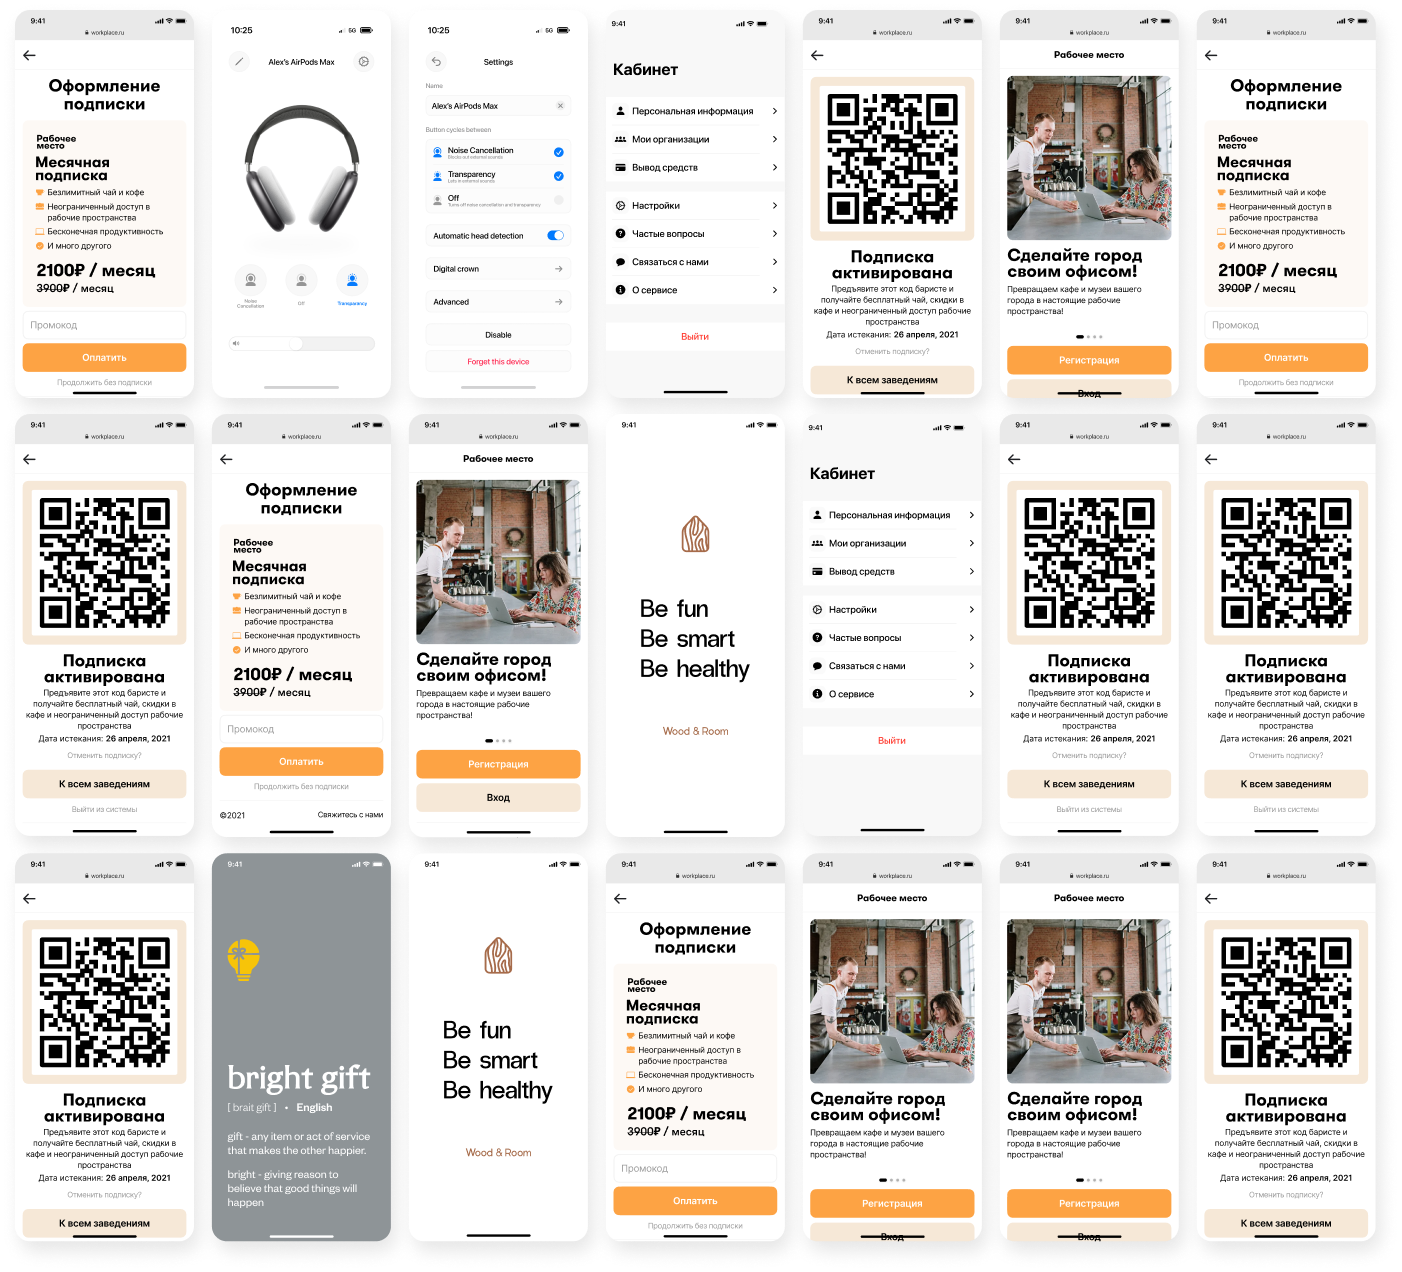 9:41
workplace.ru
Оформление
подписки
Рабочее
место
Месячная
подписка
Безлимитный чай и кофе
Неограниченный доступ в
рабочие пространства
Бесконечная продуктивность
И много другого
2100₽ / месяц
3900₽ / месяц
Промокод
Оплатить
Продолжить без подписки
10:25
5G
Alex's AirPods Max
Noise
Cancellation
Off
Transparency
10:25
5G
Settings
Name
Alex's AirPods Max
Button cycles between
Noise Cancellation
Blocks out external sounds
Transparency
Lets in external sounds
Off
Turns off noise cancellation and transparency
Automatic head detection
Digital crown
Advanced
Disable
Forget this device
9:41
Кабинет
Персональная информация
Мои организации
Вывод средств
Настройки
Частые вопросы
Связаться с нами
О сервисе
Выйти
9:41
workplace.ru
Подписка
активирована
Предъявите этот код баристе и
получайте бесплатный чай, скидки в
кафе и неограниченный доступ рабочие
пространства
Дата истекания: 26 апреля, 2021
Отменить подписку?
К всем заведениям
9:41
workplace.ru
Рабочее место
Сделайте город
своим офисом!
Превращаем кафе и музеи вашего
города в настоящие рабочие
пространства!
Регистрация
Вход
9:41
workplace.ru
Оформление
подписки
Рабочее
место
Месячная
подписка
Безлимитный чай и кофе
Неограниченный доступ в
рабочие пространства
Бесконечная продуктивность
И много другого
2100₽ / месяц
3900₽ / месяц
Промокод
Оплатить
Продолжить без подписки
9:41
workplace.ru
Подписка
активирована
Предъявите этот код баристе и
получайте бесплатный чай, скидки в
кафе и неограниченный доступ рабочие
пространства
Дата истекания: 26 апреля, 2021
Отменить подписку?
К всем заведениям
Выйти из системы
9:41
workplace.ru
Оформление
подписки
Рабочее
место
Месячная
подписка
Безлимитный чай и кофе
Неограниченный доступ в
рабочие пространства
Бесконечная продуктивность
И много другого
2100₽ / месяц
3900₽ / месяц
Промокод
Оплатить
Продолжить без подписки
©2021
Свяжитесь с нами
9:41
workplace.ru
Рабочее место
Сделайте город
своим офисом!
Превращаем кафе и музеи вашего
города в настоящие рабочие
пространства!
Регистрация
Вход
9:41
Be fun
Be smart
Be healthy
Wood & Room
9:41
Кабинет
Персональная информация
Мои организации
Вывод средств
Настройки
Частые вопросы
Связаться с нами
О сервисе
Выйти
9:41
workplace.ru
Подписка
активирована
Предъявите этот код баристе и
получайте бесплатный чай, скидки в
кафе и неограниченный доступ рабочие
пространства
Дата истекания: 26 апреля, 2021
Отменить подписку?
К всем заведениям
Выйти из системы
9:41
workplace.ru
Подписка
активирована
Предъявите этот код баристе и
получайте бесплатный чай, скидки в
кафе и неограниченный доступ рабочие
пространства
Дата истекания: 26 апреля, 2021
Отменить подписку?
К всем заведениям
Выйти из системы
9:41
workplace.ru
Подписка
активирована
Предъявите этот код баристе и
получайте бесплатный чай, скидки в
кафе и неограниченный доступ рабочие
пространства
Дата истекания: 26 апреля, 2021
Отменить подписку?
К всем заведениям
9:41
bright gift
[ brait gift ] • English
gift - any item or act of service
that makes the other happier.
bright - giving reason to
believe that good things will
happen
9:41
Be fun
Be smart
Be healthy
Wood & Room
9:41
workplace.ru
Оформление
подписки
Рабочее
место
Месячная
подписка
Безлимитный чай и кофе
Неограниченный доступ в
рабочие пространства
Бесконечная продуктивность
И много другого
2100₽ / месяц
3900₽ / месяц
Промокод
Оплатить
Продолжить без подписки
9:41
workplace.ru
Рабочее место
Сделайте город
своим офисом!
Превращаем кафе и музеи вашего
города в настоящие рабочие
пространства!
Регистрация
Вход
9:41
workplace.ru
Рабочее место
Сделайте город
своим офисом!
Превращаем кафе и музеи вашего
города в настоящие рабочие
пространства!
Регистрация
Вход
9:41
workplace.ru
Подписка
активирована
Предъявите этот код баристе и
получайте бесплатный чай, скидки в
кафе и неограниченный доступ рабочие
пространства
Дата истекания: 26 апреля, 2021
Отменить подписку?
К всем заведениям